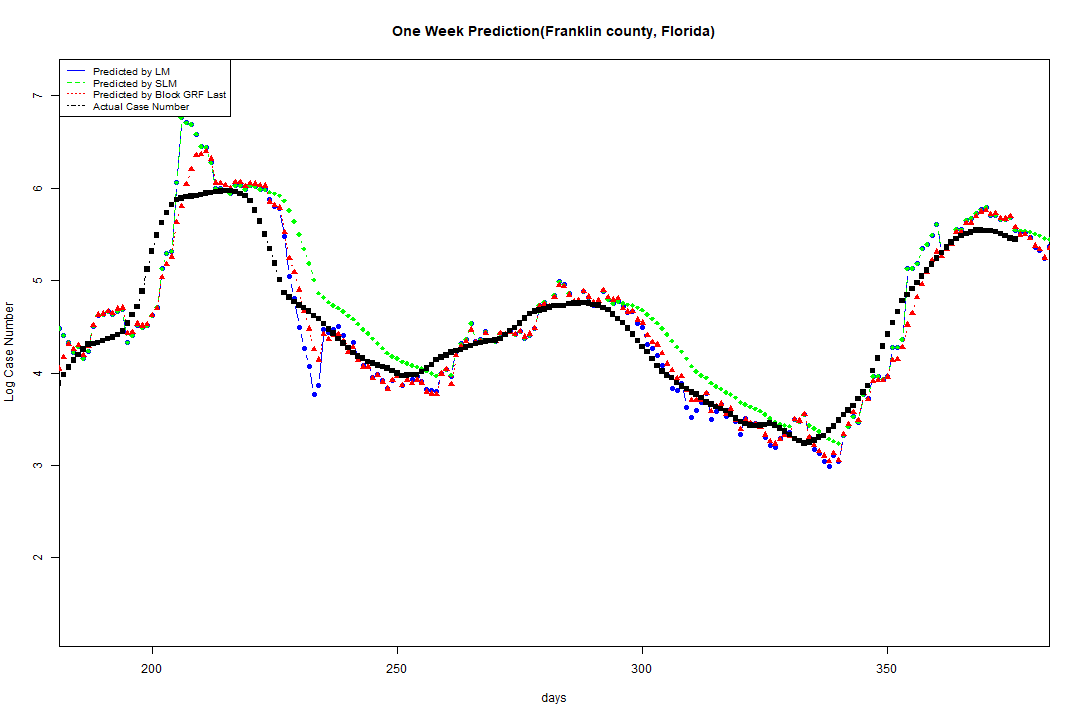 One Week Prediction(Franklin county, Florida)
Predicted by LM
Predicted by SLM
Predicted by Block GRF Last
Actual Case Number
7
6
5
4
3
2
Log Case Number
200
250
300
350
days